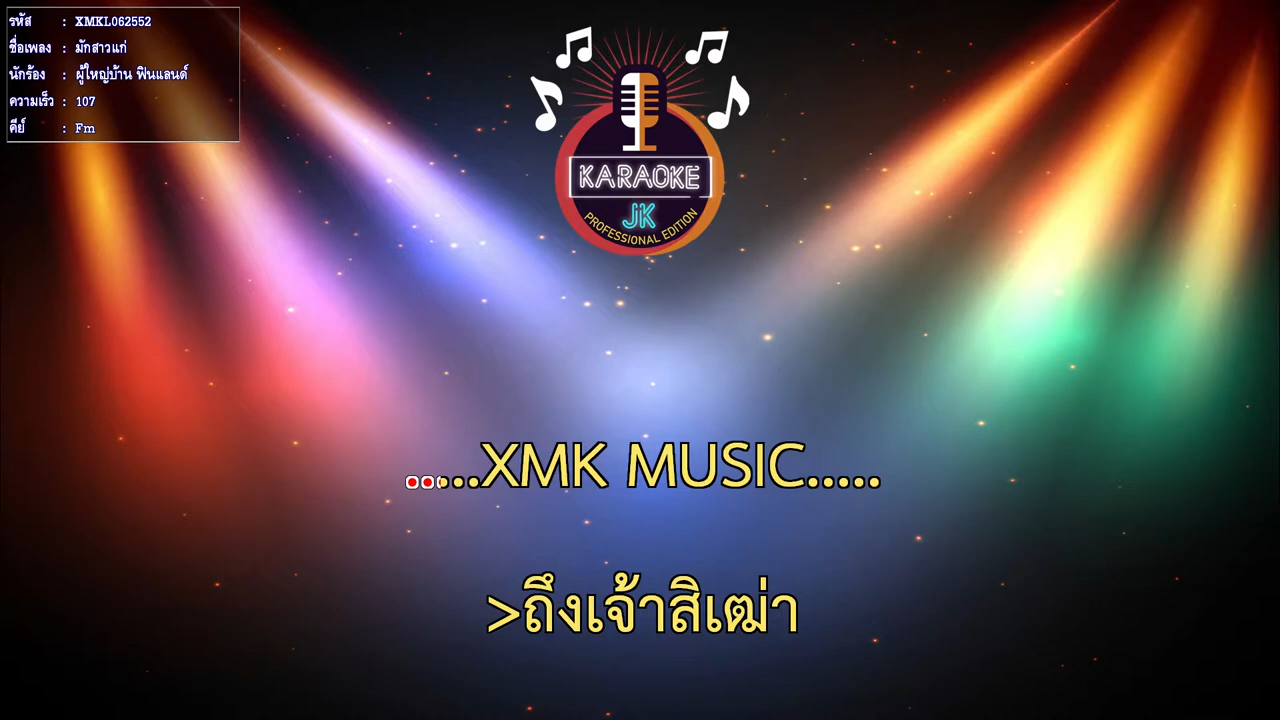 รหัส : XMKL062552
ชื่อเพลง : มักสาวแก่
นักร้อง : ผู้ใหญ่บ้าน ฟินแลนด์
ความเร็ว : 107
คีย์ : Fm
KARAOKE
JK
PROFESSIONAL EDITION
.....XMK MUSIC.....
>ถึงเจ้าสิเฒ่า